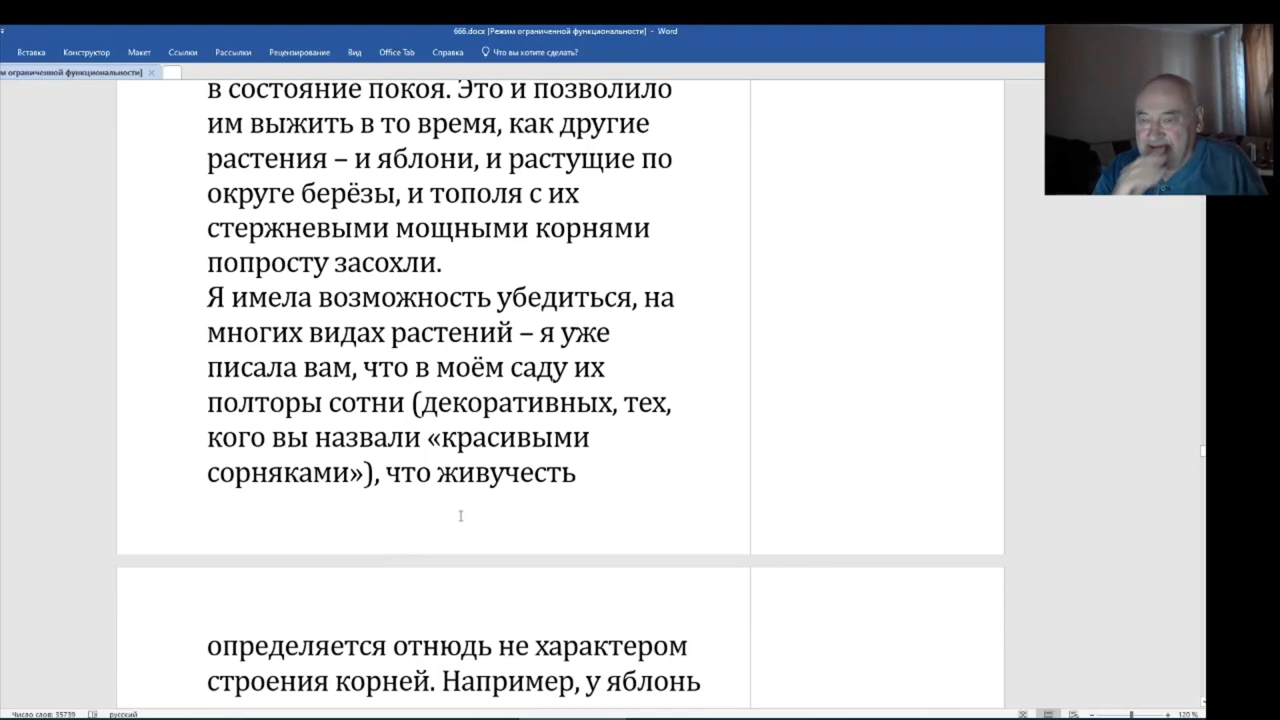 666.docx [Режим ограниченной функциональности] - Word
Вставка Конструктор Макет Ссылки Рассылки Рецензирование Вид Office Tab Справка Что вы хотите сделать?
м ограниченной функциональности]
в состояние покоя. Это и позволило
им выжить в то время, как другие
растения – и яблони, и растущие по
округе берёзы, и тополя с их
стержневыми мощными корнями
попросту засохли.
Я имела возможность убедиться, на
многих видах растений – я уже
писала вам, что в моём саду их
полторы сотни (декоративных, тех,
кого вы назвали «красивыми
сорняками»), что живучесть
определяется отнюдь не характером
строения корней. Например, у яблонь
Число слов: 35739 русский 120 %